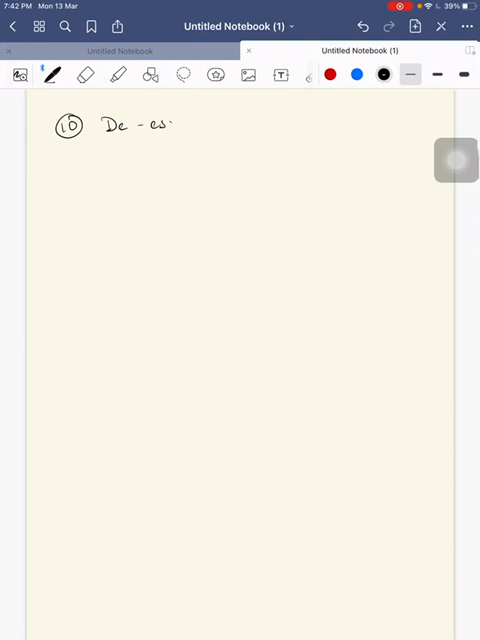 7:42 PM Mon 13 Mar 39%
Untitled Notebook (1)
Untitled Notebook Untitled Notebook (1)
T
10 De - es.